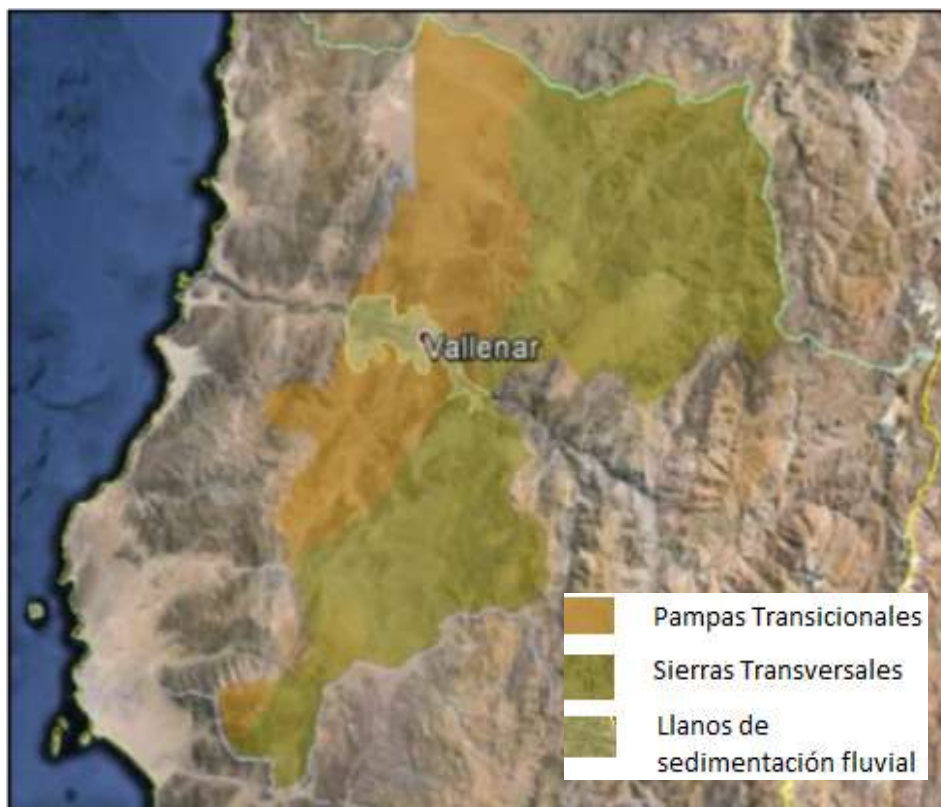 Vallenar
Pampas Transicionales
Sierras Transversales
Llanos de
sedimentación fluvial